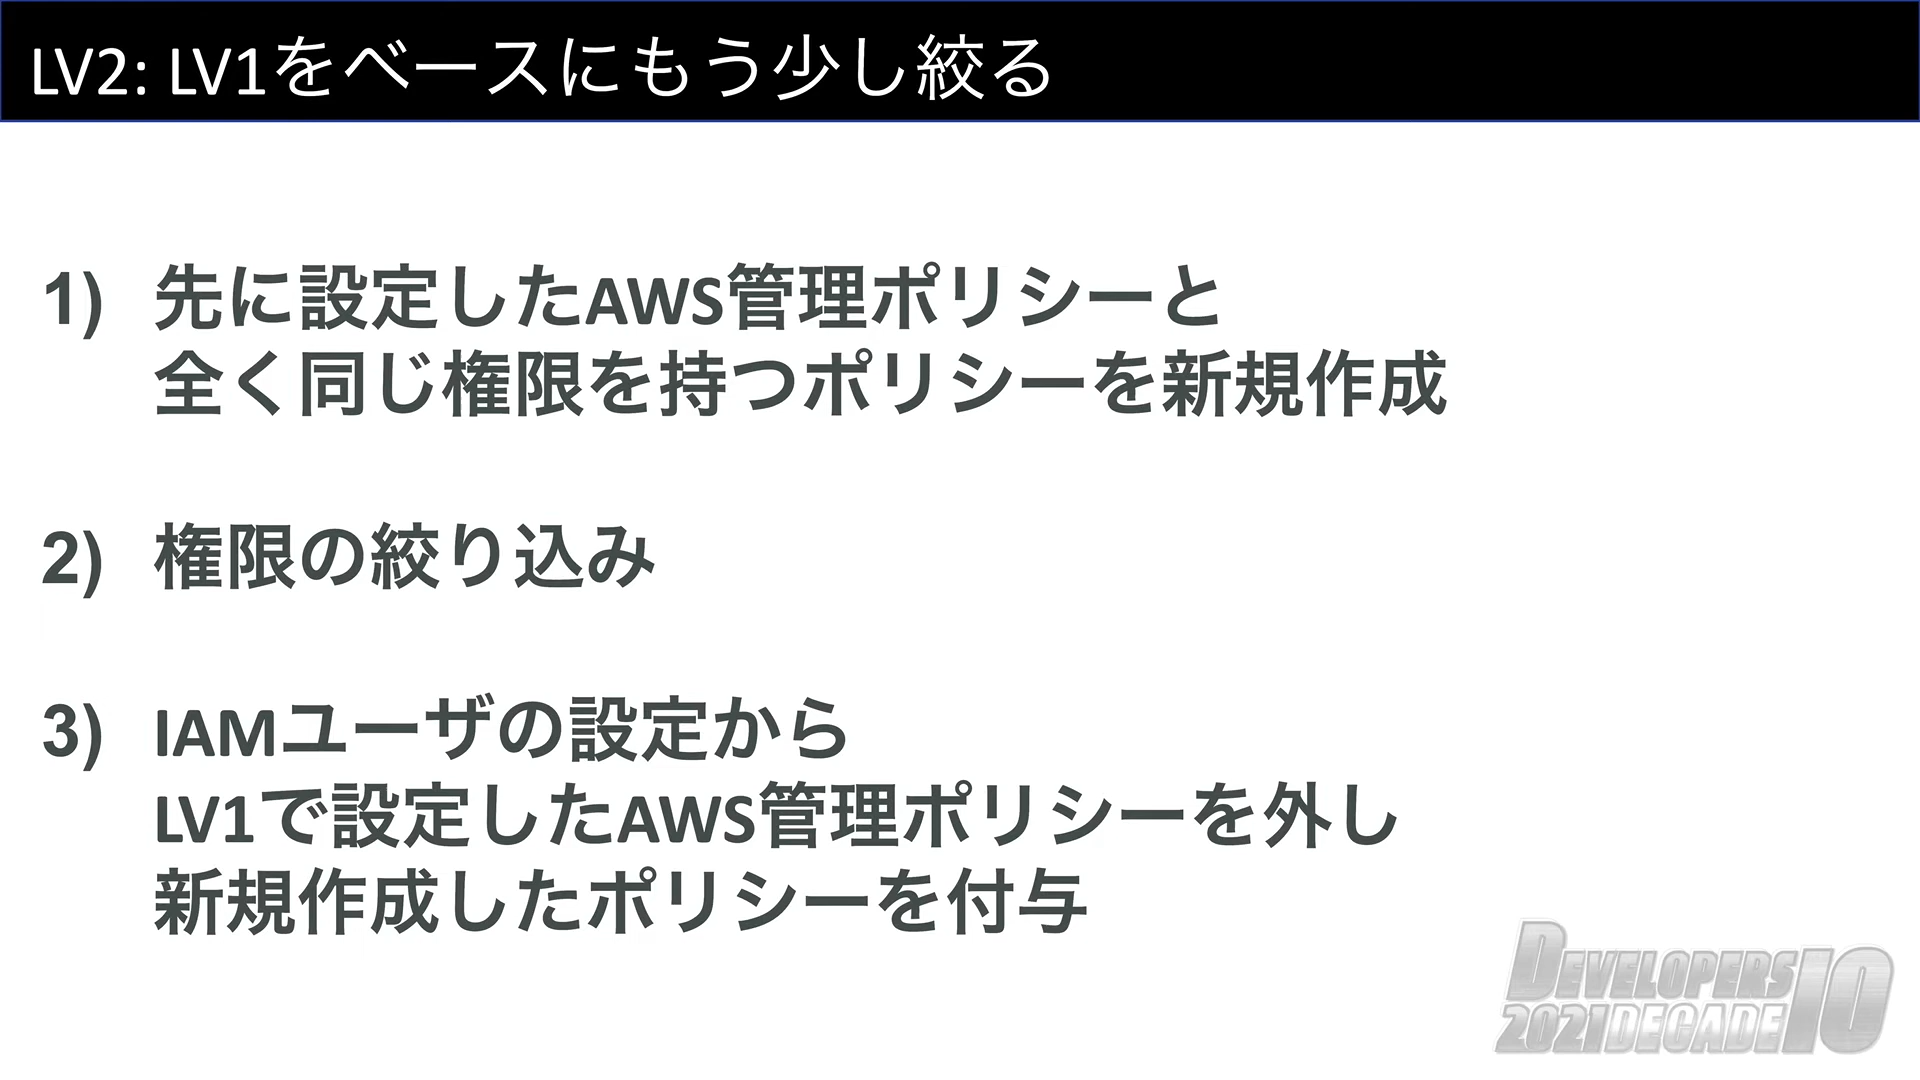 LV2: LV1をベースにもう少し絞る
1) 先に設定したAWS管理ポリシーと
全く同じ権限を持つポリシーを新規作成
2) 権限の絞り込み
3) IAMユーザの設定から
LV1で設定したAWS管理ポリシーを外し
新規作成したポリシーを付与
DEVELOPERS
2021 DECADE 10